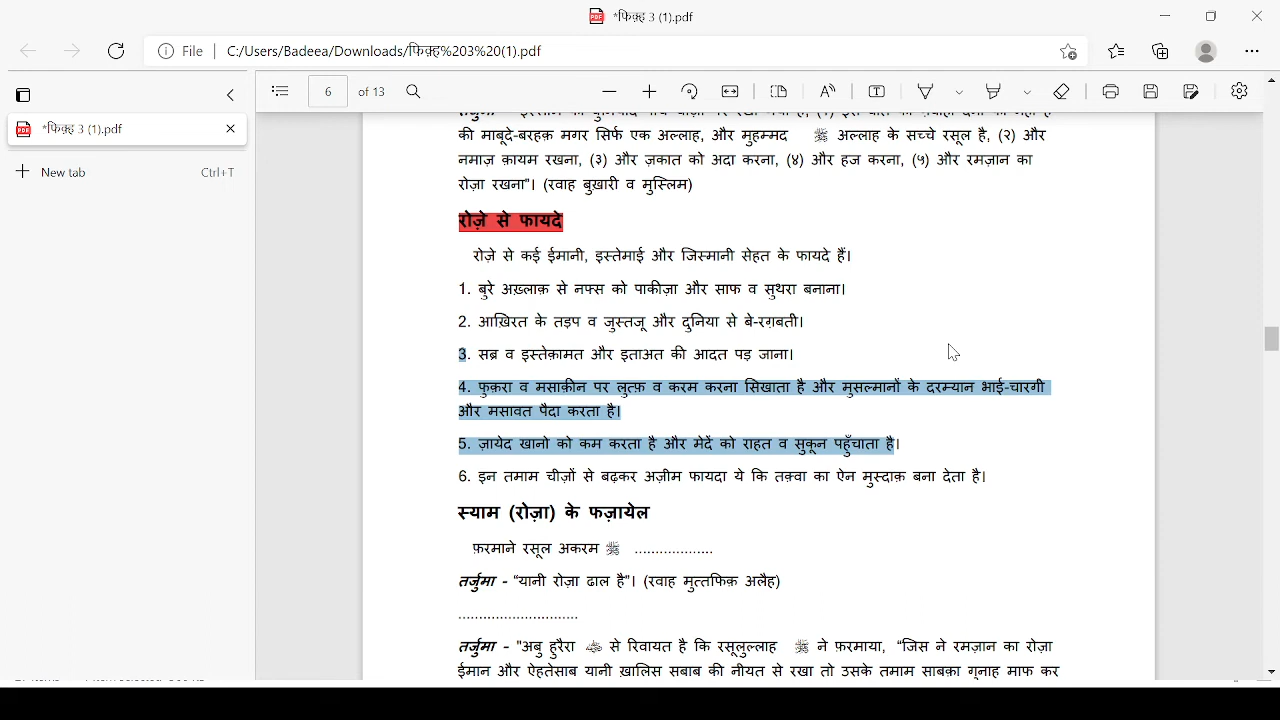 *फिक़्ह 3 (1).pdf
File C:/Users/Badeea/Downloads/फिक़्ह%203%20(1).pdf
6 of 13
*फिक़्ह 3 (1).pdf
New tab Ctrl+T
की माबूदे-बरहक़ मगर सिर्फ एक अल्लाह, और मुहम्मद ﷺ अल्लाह के सच्चे रसूल है, (२) और
नमाज़ क़ायम रखना, (३) और ज़कात को अदा करना, (४) और हज करना, (५) और रमज़ान का
रोज़ा रखना"। (रवाह बुख़ारी व मुस्लिम)
रोज़े से फायदे
रोज़े से कई ईमानी, इस्तेमाई और जिस्मानी सेहत के फायदे हैं।
1. बुरे अख़्लाक़ से नफ्स को पाकीज़ा और साफ व सुथरा बनाना।
2. आख़िरत के तड़प व जुस्तजू और दुनिया से बे-रग़बती।
3. सब्र व इस्तेक़ामत और इताअत की आदत पड़ जाना।
4. फुक़रा व मसाक़ीन पर लुत्फ़ व करम करना सिखाता है और मुसल्मानों के दरम्यान भाई-चारगी
और मसावत पैदा करता है।
5. ज़ायेद खानो को कम करता है और मेदें को राहत व सुकून पहुँचाता है।
6. इन तमाम चीज़ों से बढ़कर अज़ीम फायदा ये कि तक़्वा का ऐन मुस्दाक़ बना देता है।
स्याम (रोज़ा) के फज़ायेल
फ़रमाने रसूल अकरम ﷺ ...................
तर्जुमा - “यानी रोज़ा ढाल है”। (रवाह मुत्तफिक़ अलैह)
............................
तर्जुमा - "अबु हुरैरा से रिवायत है कि रसूलुल्लाह ﷺ ने फ़रमाया, “जिस ने रमज़ान का रोज़ा
ईमान और ऐहतेसाब यानी ख़ालिस सबाब की नीयत से रखा तो उसके तमाम साबक़ा गूनाह माफ कर